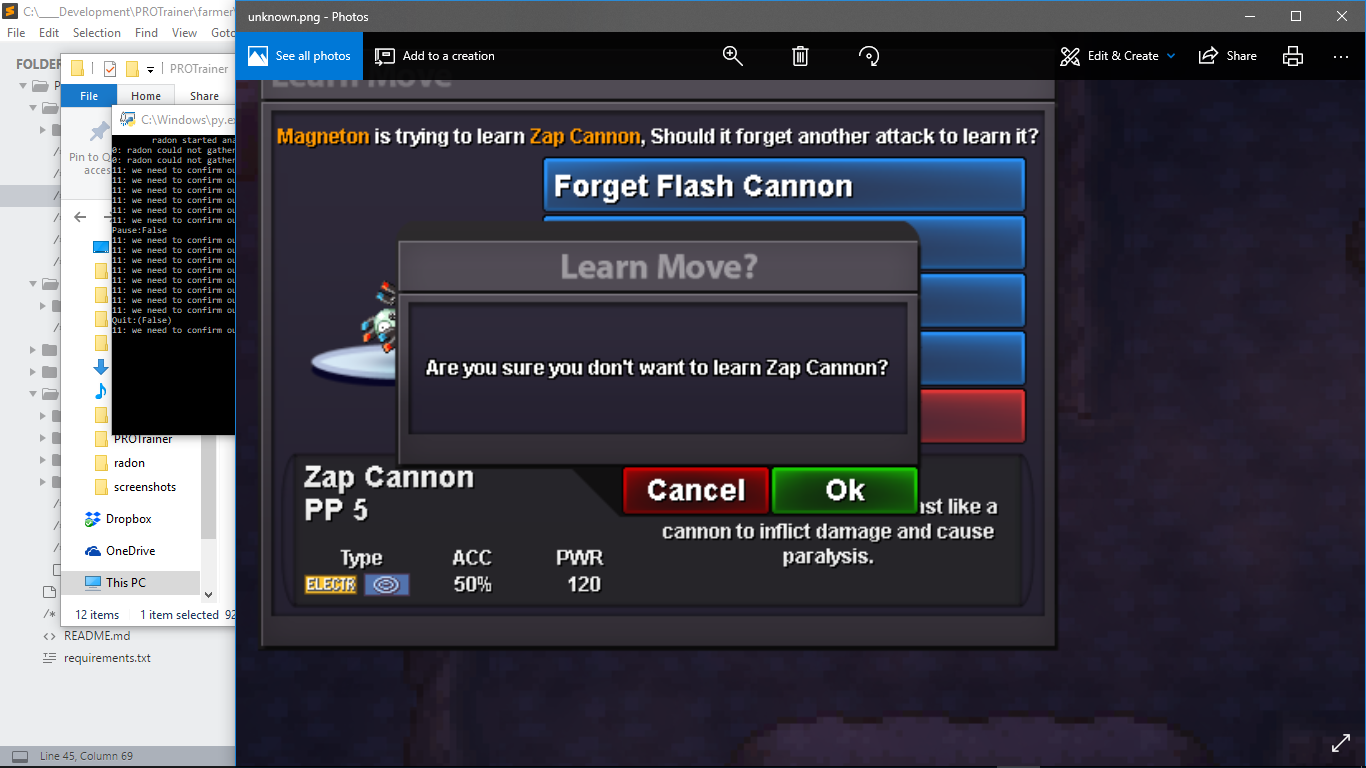 C:\___Development\PROTrainer\farmer
File Edit Selection Find View Goto
FOLDER
PROTrainer
File Home Share
C:\Windows\py.ex
Pin to Q
access
radon started ana
0: radon could not gather
0: radon could not gather
11: we need to confirm ou
11: we need to confirm ou
11: we need to confirm ou
11: we need to confirm ou
11: we need to confirm ou
11: we need to confirm ou
Pause:False
11: we need to confirm ou
11: we need to confirm ou
11: we need to confirm ou
11: we need to confirm ou
11: we need to confirm ou
11: we need to confirm ou
11: we need to confirm ou
11: we need to confirm ou
Quit:(False)
11: we need to confirm ou
PROTrainer
radon
screenshots
Dropbox
OneDrive
This PC
12 items 1 item selected 92
README.md
requirements.txt
Line 45, Column 69
unknown.png - Photos
See all photos
Add to a creation
Edit & Create
Share
Learn Move
Magneton is trying to learn Zap Cannon, Should it forget another attack to learn it?
Forget Flash Cannon
Learn Move?
Are you sure you don't want to learn Zap Cannon?
Cancel
Ok
Zap Cannon
PP 5
Type ACC PWR
ELECTR 50% 120
like a
cannon to inflict damage and cause
paralysis.